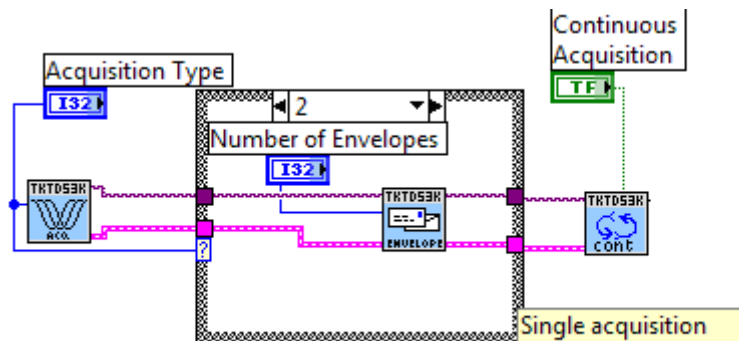 Continuous
Acquisition
TF
Acquisition Type
I32
2
Number of Envelopes
I32
TKTDS3K
ACQ.
TKTDS3K
ENVELOPE
TKTDS3K
cont
?
Single acquisition